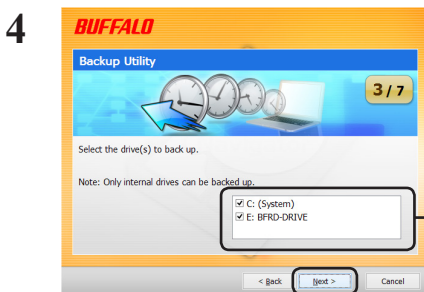 4
BUFFALO
Backup Utility
3 / 7
Select the drive(s) to back up.
Note: Only internal drives can be backed up.
C: (System)
E: BFRD-DRIVE
< Back
Next >
Cancel